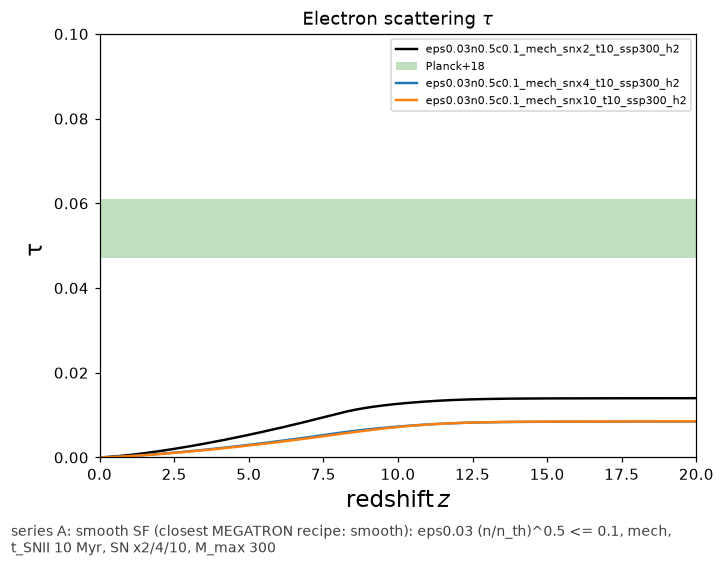 Electron scattering τ
0.10
0.08
0.06
0.04
0.02
0.00
τ
eps0.03n0.5c0.1_mech_snx2_t10_ssp300_h2
Planck+18
eps0.03n0.5c0.1_mech_snx4_t10_ssp300_h2
eps0.03n0.5c0.1_mech_snx10_t10_ssp300_h2
0.0 2.5 5.0 7.5 10.0 12.5 15.0 17.5 20.0
redshift z
series A: smooth SF (closest MEGATRON recipe: smooth): eps0.03 (n/n_th)^0.5 <= 0.1, mech,
t_SNII 10 Myr, SN x2/4/10, M_max 300